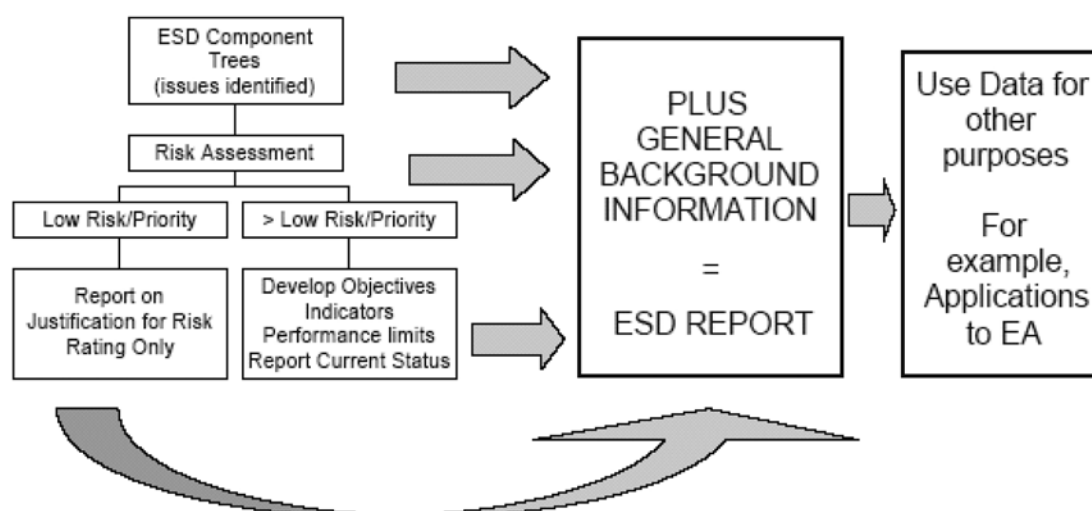 ESD Component
Trees
(issues identified)
Risk Assessment
Low Risk/Priority
> Low Risk/Priority
Report on
Justification for Risk
Rating Only
Develop Objectives
Indicators
Performance limits
Report Current Status
PLUS
GENERAL
BACKGROUND
INFORMATION
=
ESD REPORT
Use Data for
other
purposes
For
example,
Applications
to EA